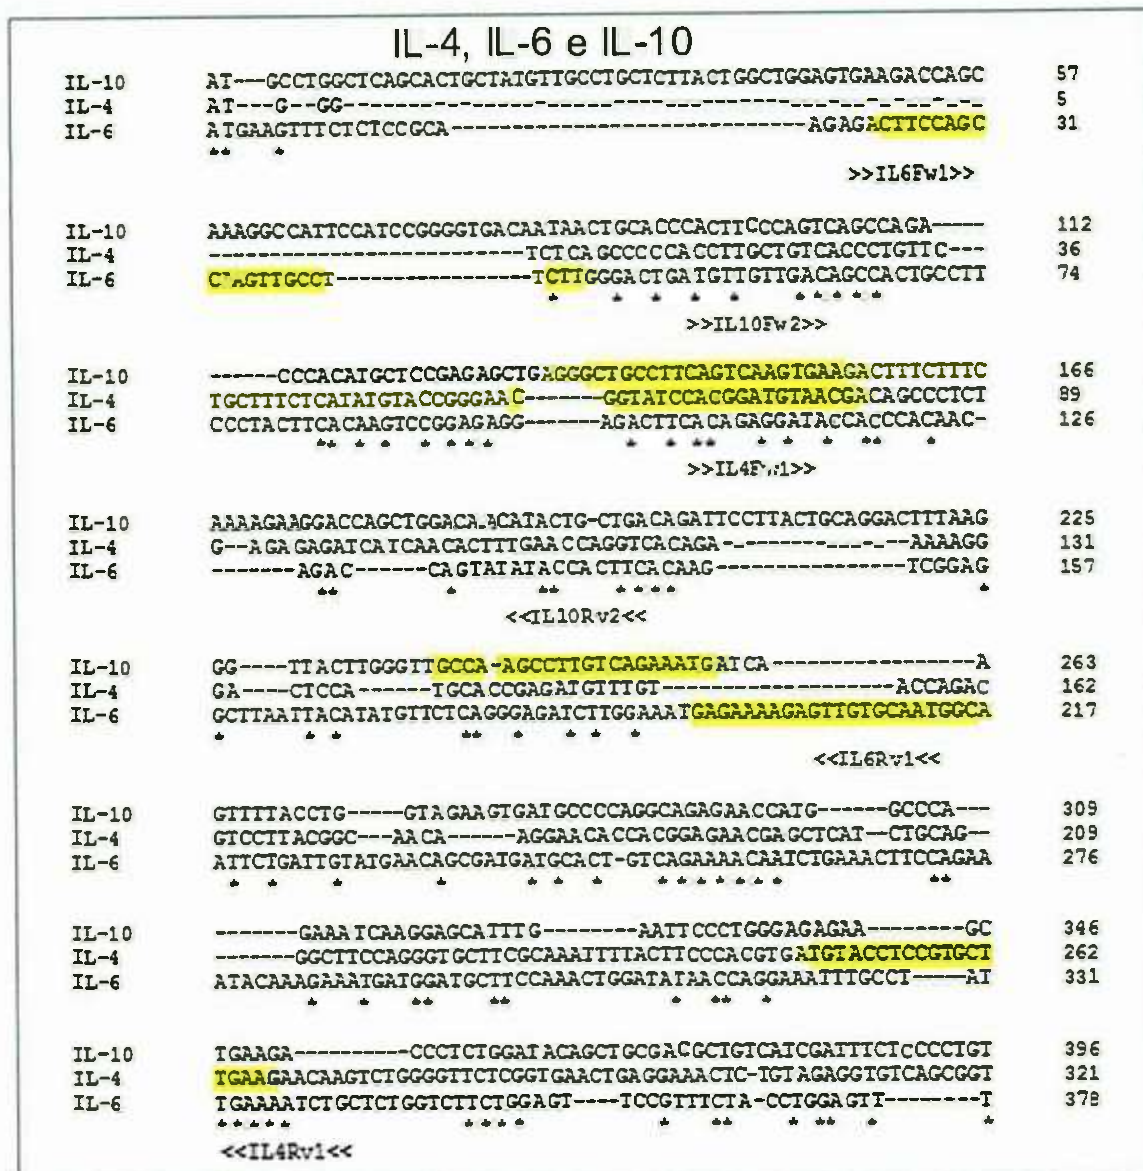 IL-4, IL-6 e IL-10
IL-10 AT---GCCTGGCTCAGCACTGCTATGTTGCCTGCTCTTACTGGCTGGAGTGAAGACCAGC 57
IL-4 AT---G--GG-------------------------------------------------- 5
IL-6 ATGAAGTTTCTCTCCGCA---------------------------AGAGACTTCCAGC 31
>>IL6Fw1>>
IL-10 AAAGGCCATTCCATCCGGGGTGACAATAACTGCACCCACTTCCCAGTCAGCCAGA---- 112
IL-4 ------------------------TCTCAGCCCCCACCTTGCTGTCACCCTGTTC--- 36
IL-6 TTGCCT----------------TCTTGGGACTGATGTTGTTGACAGCCACTGCCTT 74
>>IL10Fw2>>
IL-10 ------CCCACATGCTCCGAGAGCTGAGGGCTGCCTTCAGTCAAGTGAAGACTTTCTTTC 166
IL-4 TGCTTTCTCATATGTACCGGGAAC-------GGTATCCACGGATGTAACGACAGCCCTCT 89
IL-6 CCCTACTTCACAAGTCCGGAGAGG------AGACTTCACAGAGGATACCACCCACAAC- 126
IL-10 AAAAGAAGGACCAGCTGGACA ACATACTG-CTGACAGATTCCTTACTGCAGGACTTTAAG 225
IL-4 G--AGAGAGATCATCAACACTTTGAACCAGGTCACAGA--------------AAAAGG 131
IL-6 -------AGAC------CAGTATATACCACTTCACAAG---------------TCGGAG 157
<<IL10Rv2<<
IL-10 GG----TTACTTGGGTTGCCA-AGCCTTGTCAGAAATGATCA----------------A 263
IL-4 GA----CTCCA------TGCACCGAGATGTTTGT------------------ACCAGAC 162
IL-6 GCTTAATTACATATGTTCTCAGGGAGATCTTGGAAATGAGAAAAGAGTTGTGCAATGGCA 217
<<IL6Rv1<<
IL-10 GTTTTACCTG-----GTAGAAGTGATGCCCCAGGCAGAGAACCATG------GCCCA--- 309
IL-4 GTCCTTACGGC---AACA-----AGGAACACCACGGAGAACGAGCTCAT--CTGCAG-- 209
IL-6 ATTCTGATTGTATGAACAGCGATGATGCACT-GTCAGAAAACAATCTGAAACTTCCAGAA 276
IL-10 -------GAAATCAAGGAGCATTTG-------AATTCCCTGGGAGAGAA-------GC 346
IL-4 -------GGCTTCCAGGGTGCTTCGCAAATTTTACTTCCCACGTGATGTACCTCCGTGCT 262
IL-6 ATACAAAGAAATGATGGATGCTTCCAAACTGGATATAACCAGGAAATTTGCCT----AT 331
IL-10 TGAAGA---------CCCTCTGGATACAGCTGCGACGCTGTCATCGATTTCTCCCCTGT 396
IL-4 TGAAGAACAAGTCTGGGGTTCTCGGTGAACTGAGGAAACTC-TGTAGAGGTGTCAGCGGT 321
IL-6 TGAAAATCTGCTCTGGTCTTCTGGAGT----TCCGTTTCTA-CCTGGAGTT-------T 378
<<IL4Rv1<<